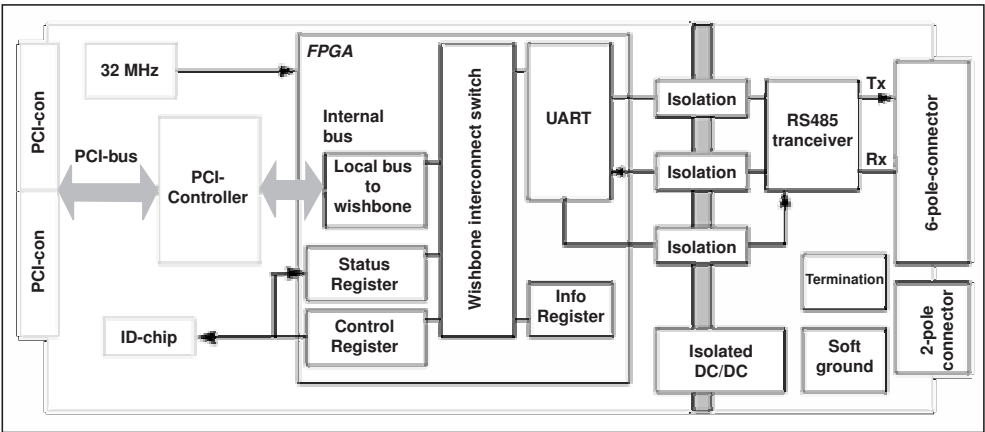 PCI-con
PCI-con
PCI-bus
32 MHz
PCI-
Controller
ID-chip
FPGA
Internal
bus
Local bus
to
wishbone
Status
Register
Control
Register
Wishbone interconnect switch
UART
Info
Register
Isolation
Isolation
Isolation
Isolated
DC/DC
RS485
tranceiver
Tx
Rx
Termination
Soft
ground
6-pole-connector
2-pole
connector